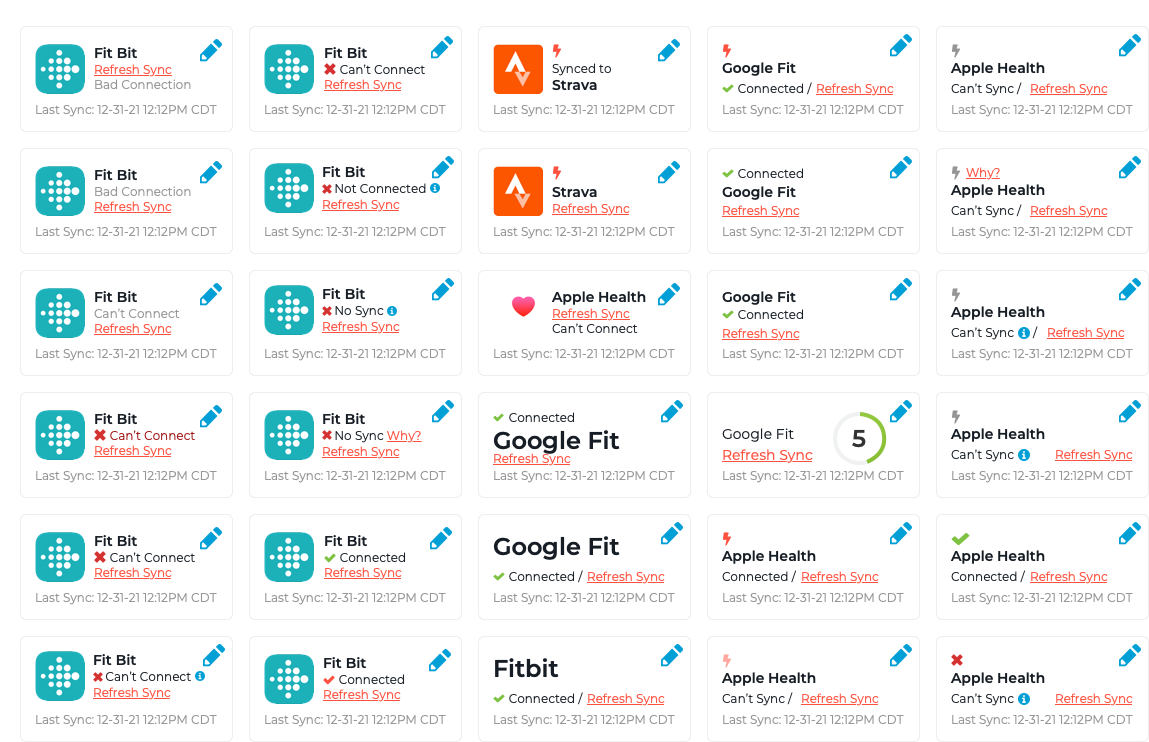 Fit Bit
Refresh Sync
Bad Connection
Last Sync: 12-31-21 12:12PM CDT
Fit Bit
Can't Connect
Refresh Sync
Last Sync: 12-31-21 12:12PM CDT
Synced to
Strava
Last Sync: 12-31-21 12:12PM CDT
Google Fit
Connected / Refresh Sync
Last Sync: 12-31-21 12:12PM CDT
Apple Health
Can't Sync / Refresh Sync
Last Sync: 12-31-21 12:12PM CDT
Fit Bit
Bad Connection
Refresh Sync
Last Sync: 12-31-21 12:12PM CDT
Fit Bit
Not Connected
Refresh Sync
Last Sync: 12-31-21 12:12PM CDT
Strava
Refresh Sync
Last Sync: 12-31-21 12:12PM CDT
Connected
Google Fit
Refresh Sync
Last Sync: 12-31-21 12:12PM CDT
Why?
Apple Health
Can't Sync / Refresh Sync
Last Sync: 12-31-21 12:12PM CDT
Fit Bit
Can't Connect
Refresh Sync
Last Sync: 12-31-21 12:12PM CDT
Fit Bit
No Sync
Refresh Sync
Last Sync: 12-31-21 12:12PM CDT
Apple Health
Refresh Sync
Can't Connect
Last Sync: 12-31-21 12:12PM CDT
Google Fit
Connected
Refresh Sync
Last Sync: 12-31-21 12:12PM CDT
Apple Health
Can't Sync / Refresh Sync
Last Sync: 12-31-21 12:12PM CDT
Fit Bit
Can't Connect
Refresh Sync
Last Sync: 12-31-21 12:12PM CDT
Fit Bit
No Sync Why?
Refresh Sync
Last Sync: 12-31-21 12:12PM CDT
Connected
Google Fit
Refresh Sync
Last Sync: 12-31-21 12:12PM CDT
Google Fit
5
Refresh Sync
Last Sync: 12-31-21 12:12PM CDT
Apple Health
Can't Sync Refresh Sync
Last Sync: 12-31-21 12:12PM CDT
Fit Bit
Can't Connect
Refresh Sync
Last Sync: 12-31-21 12:12PM CDT
Fit Bit
Connected
Refresh Sync
Last Sync: 12-31-21 12:12PM CDT
Google Fit
Connected / Refresh Sync
Last Sync: 12-31-21 12:12PM CDT
Apple Health
Connected / Refresh Sync
Last Sync: 12-31-21 12:12PM CDT
Apple Health
Connected / Refresh Sync
Last Sync: 12-31-21 12:12PM CDT
Fit Bit
Can't Connect
Refresh Sync
Last Sync: 12-31-21 12:12PM CDT
Fit Bit
Connected
Refresh Sync
Last Sync: 12-31-21 12:12PM CDT
Fitbit
Connected / Refresh Sync
Last Sync: 12-31-21 12:12PM CDT
Apple Health
Can't Sync / Refresh Sync
Last Sync: 12-31-21 12:12PM CDT
Apple Health
Can't Sync Refresh Sync
Last Sync: 12-31-21 12:12PM CDT